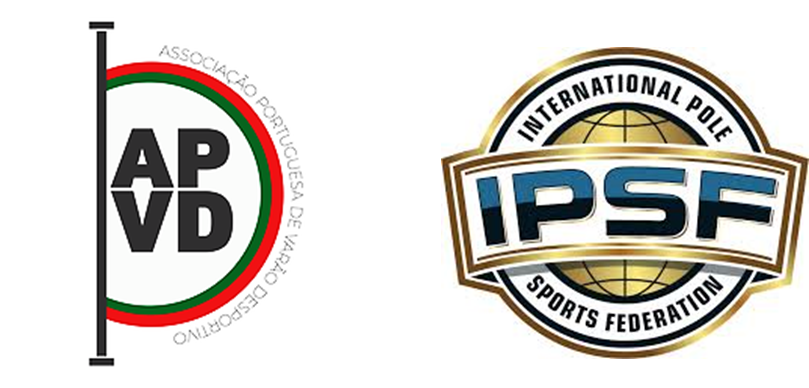 ASSOCIAÇÃO PORTUGUESA DE VARÃO DESPORTIVO
AP
VD
INTERNATIONAL POLE
IPSF
SPORTS FEDERATION